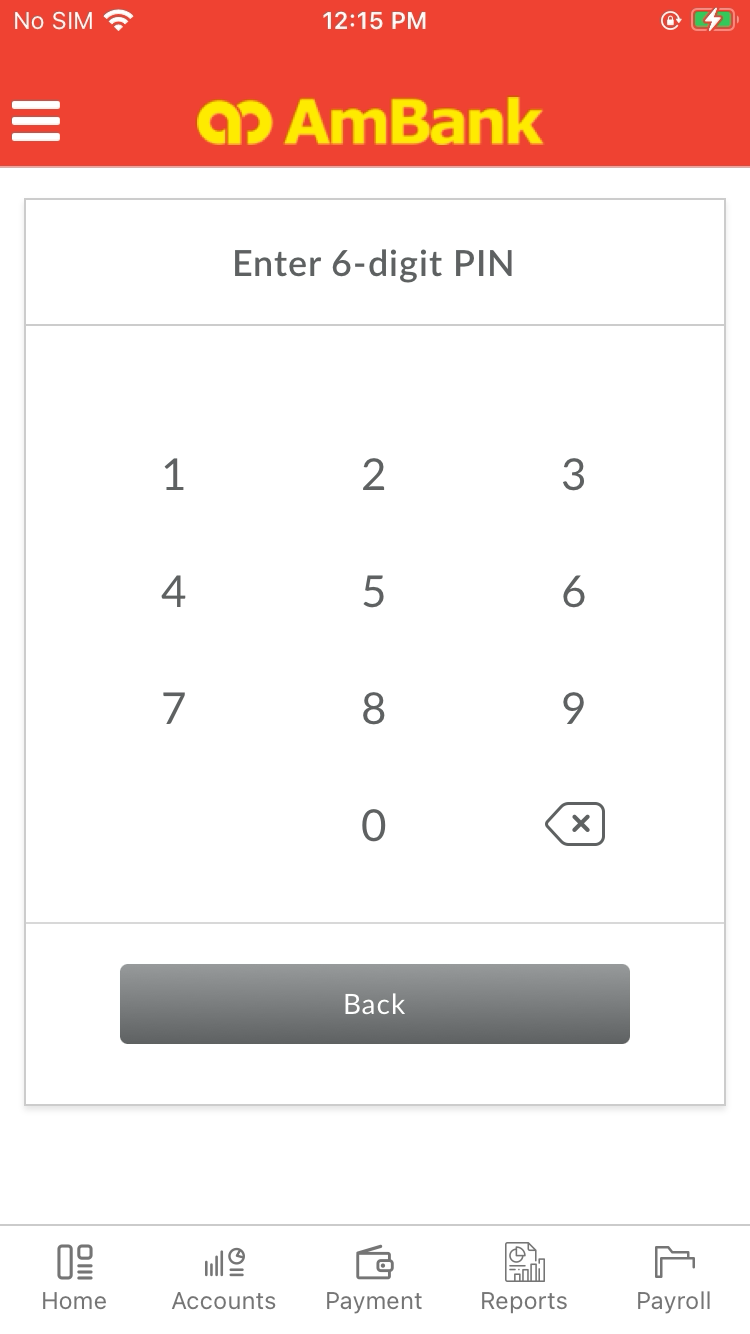 No SIM 12:15 PM
AmBank
Enter 6-digit PIN
1 2 3
4 5 6
7 8 9
0
Back
Home Accounts Payment Reports Payroll